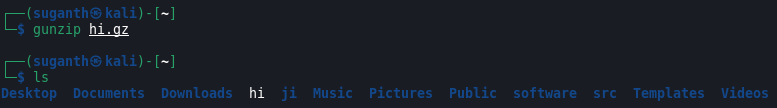 ┌──(suganth㉿kali)-[~]
└─$ gunzip hi.gz
┌──(suganth㉿kali)-[~]
└─$ ls
Desktop Documents Downloads hi ji Music Pictures Public software src Templates Videos